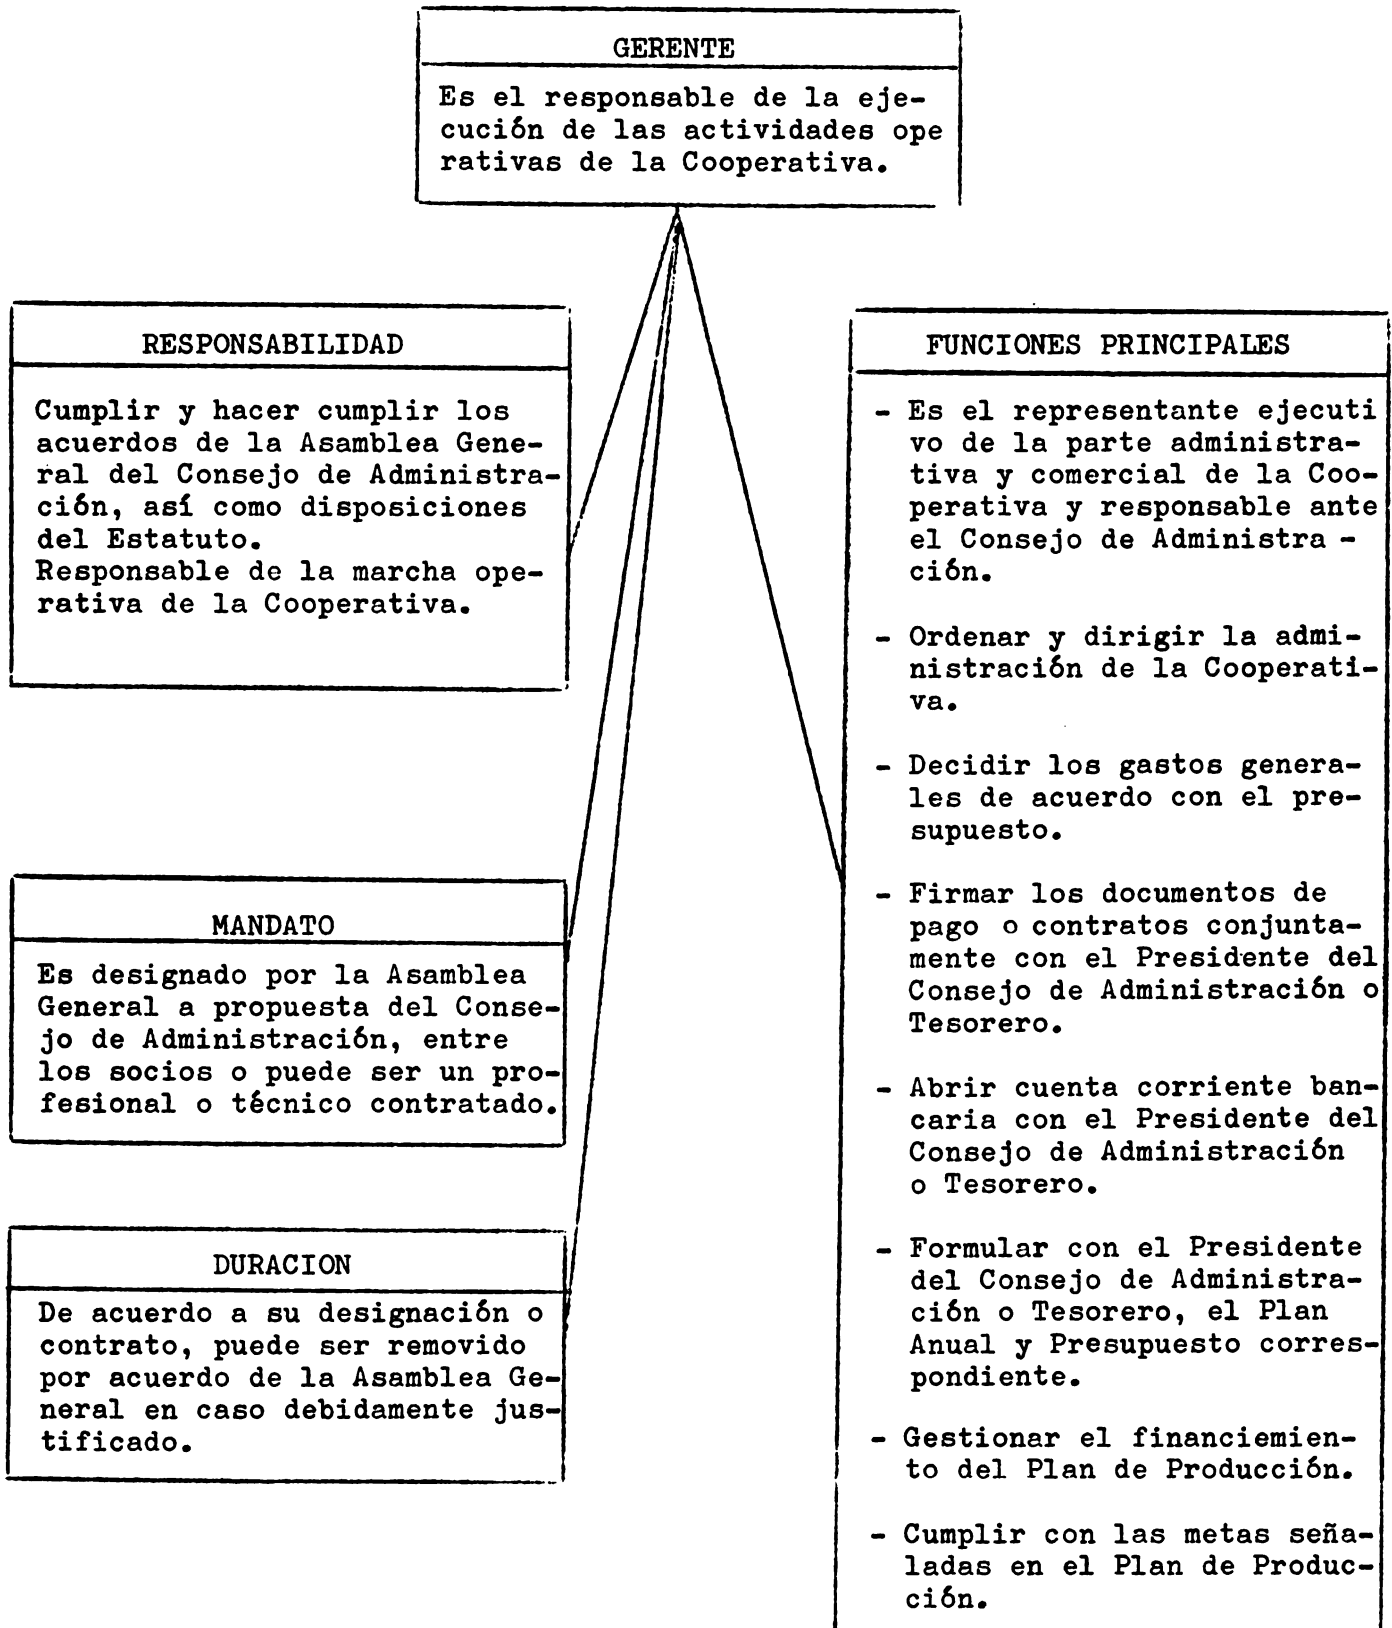 GERENTE
Es el responsable de la eje-
cución de las actividades ope
rativas de la Cooperativa.
RESPONSABILIDAD
Cumplir y hacer cumplir los
acuerdos de la Asamblea Gene-
ral del Consejo de Administra-
ción, así como disposiciones
del Estatuto.
Responsable de la marcha ope-
rativa de la Cooperativa.
MANDATO
Es designado por la Asamblea
General a propuesta del Conse-
jo de Administración, entre
los socios o puede ser un pro-
fesional o técnico contratado.
DURACION
De acuerdo a su designación o
contrato, puede ser removido
por acuerdo de la Asamblea Ge-
neral en caso debidamente jus-
tificado.
FUNCIONES PRINCIPALES
- Es el representante ejecuti
vo de la parte administra-
tiva y comercial de la Coo-
perativa y responsable ante
el Consejo de Administra -
ción.
- Ordenar y dirigir la admi-
nistración de la Cooperati-
va.
- Decidir los gastos genera-
les de acuerdo con el pre-
supuesto.
- Firmar los documentos de
pago o contratos conjunta-
mente con el Presidente del
Consejo de Administración o
Tesorero.
- Abrir cuenta corriente ban-
caria con el Presidente del
Consejo de Administración
o Tesorero.
- Formular con el Presidente
del Consejo de Administra-
ción o Tesorero, el Plan
Anual y Presupuesto corres-
pondiente.
- Gestionar el financiemien-
to del Plan de Producción.
- Cumplir con las metas seña-
ladas en el Plan de Produc-
ción.